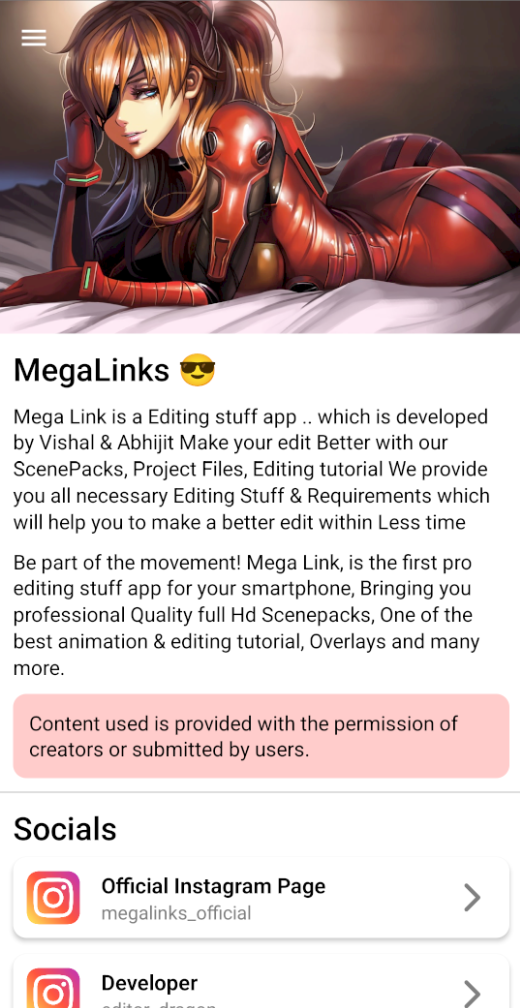 MegaLinks 😎
Mega Link is a Editing stuff app .. which is developed
by Vishal & Abhijit Make your edit Better with our
ScenePacks, Project Files, Editing tutorial We provide
you all necessary Editing Stuff & Requirements which
will help you to make a better edit within Less time
Be part of the movement! Mega Link, is the first pro
editing stuff app for your smartphone, Bringing you
professional Quality full Hd Scenepacks, One of the
best animation & editing tutorial, Overlays and many
more.
Content used is provided with the permission of
creators or submitted by users.
Socials
Official Instagram Page
megalinks_official
Developer
editor_dragon